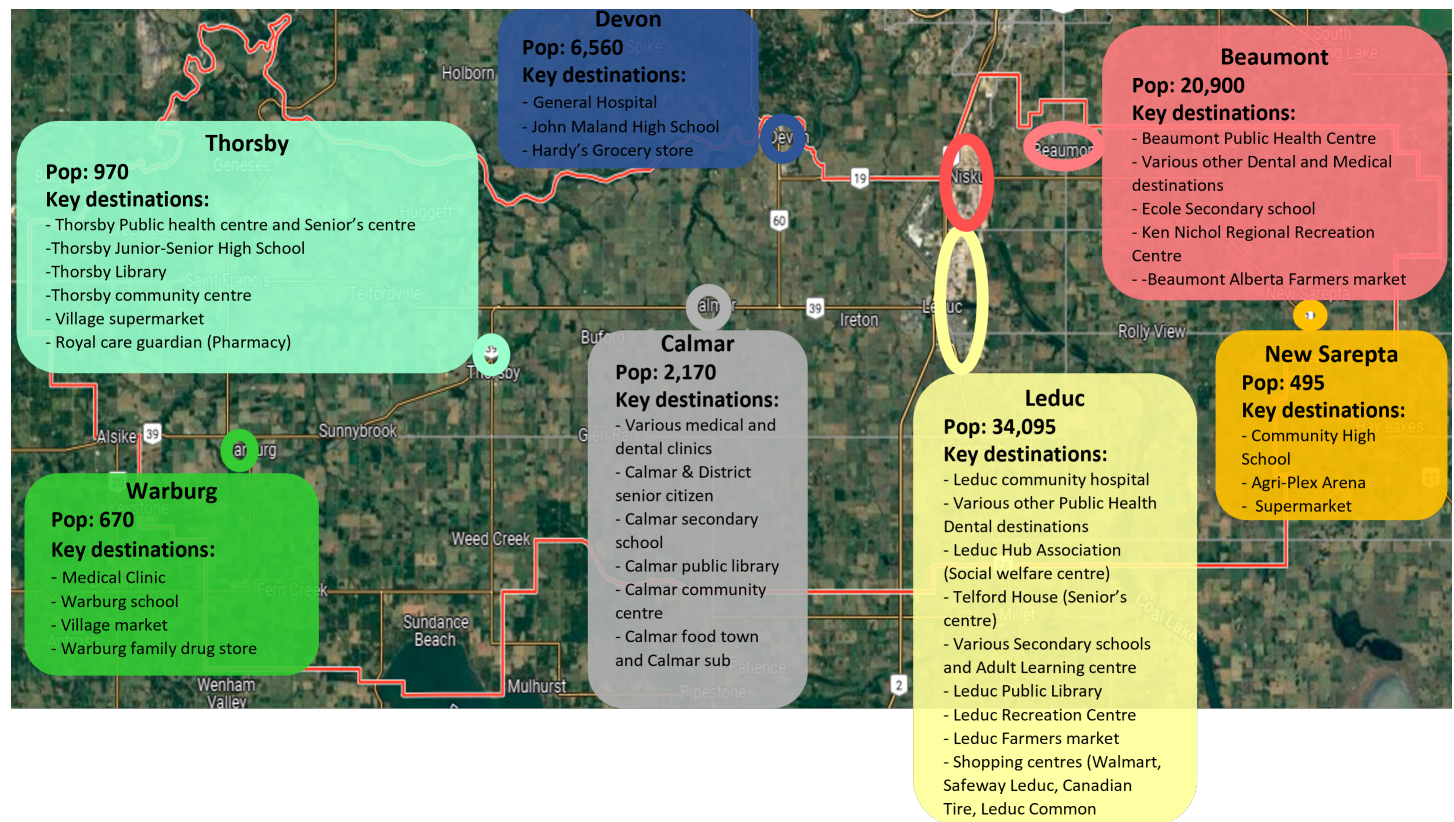 Devon
Pop: 6,560
Key destinations:
- General Hospital
- John Maland High School
- Hardy's Grocery store
Beaumont
Pop: 20,900
Key destinations:
- Beaumont Public Health Centre
- Various other Dental and Medical
destinations
- Ecole Secondary school
- Ken Nichol Regional Recreation
Centre
- -Beaumont Alberta Farmers market
Thorsby
Pop: 970
Key destinations:
- Thorsby Public health centre and Senior's centre
-Thorsby Junior-Senior High School
-Thorsby Library
-Thorsby community centre
- Village supermarket
- Royal care guardian (Pharmacy)
Calmar
Pop: 2,170
Key destinations:
- Various medical and
dental clinics
- Calmar & District
senior citizen
- Calmar secondary
school
- Calmar public library
- Calmar community
centre
- Calmar food town
and Calmar sub
Leduc
Pop: 34,095
Key destinations:
- Leduc community hospital
- Various other Public Health
Dental destinations
- Leduc Hub Association
(Social welfare centre)
- Telford House (Senior's
centre)
- Various Secondary schools
and Adult Learning centre
- Leduc Public Library
- Leduc Recreation Centre
- Leduc Farmers market
- Shopping centres (Walmart,
Safeway Leduc, Canadian
Tire, Leduc Common
New Sarepta
Pop: 495
Key destinations:
- Community High
School
- Agri-Plex Arena
- Supermarket
Warburg
Pop: 670
Key destinations:
- Medical Clinic
- Warburg school
- Village market
- Warburg family drug store
Holborn
Spike
South
Genesee
Huggett
Saint Francis
Telfordville
Devon
Nisku
Beaumont
19
60
39
Calmar
Leduc
Ireton
Rolly View
New Sarepta
Buford
Thorsby
Alsike
39
Sunnybrook
Warburg
Glen Park
Weed Creek
Fern Creek
Sundance
Beach
Wenham
Valley
Mulhurst
Patience
Pipestone
2
Millet
Coal Lake
21